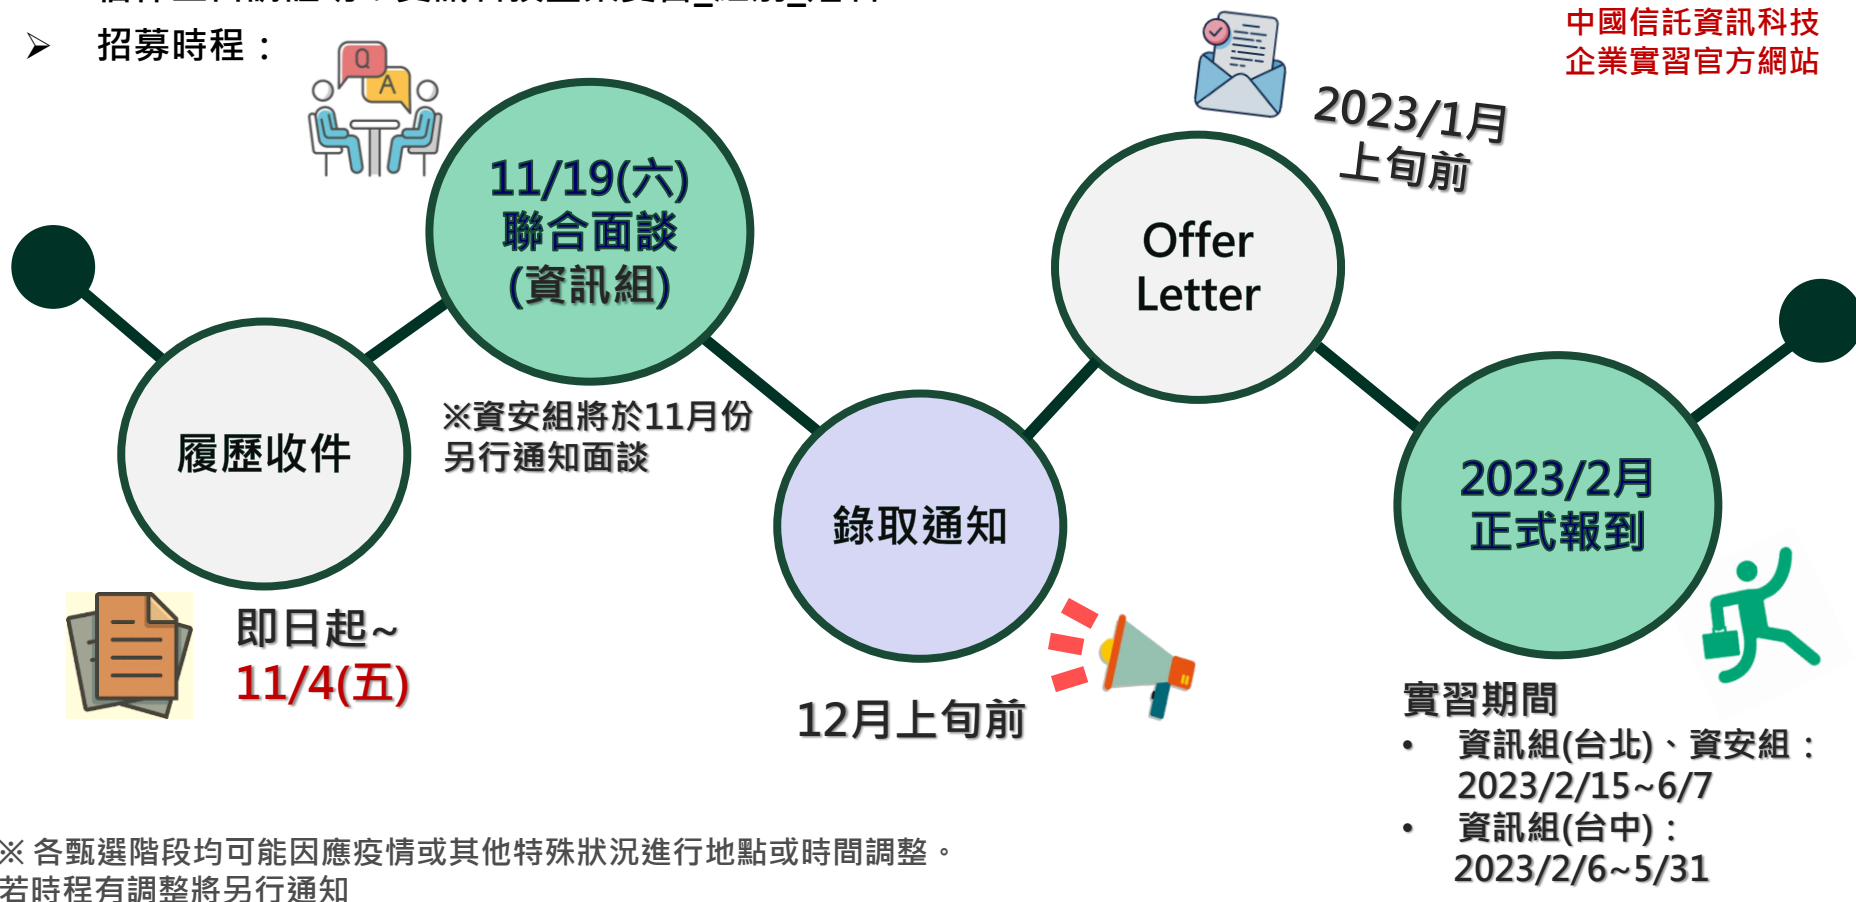 中國信託資訊科技
企業實習官方網站
➢ 招募時程：
Q
A
11/19(六)
聯合面談
(資訊組)
2023/1月
上旬前
Offer
Letter
※資安組將於11月份
另行通知面談
履歷收件
即日起~
11/4(五)
錄取通知
12月上旬前
2023/2月
正式報到
實習期間
• 資訊組(台北)、資安組：
2023/2/15~6/7
• 資訊組(台中)：
2023/2/6~5/31
※ 各甄選階段均可能因應疫情或其他特殊狀況進行地點或時間調整。
若時程有調整將另行通知